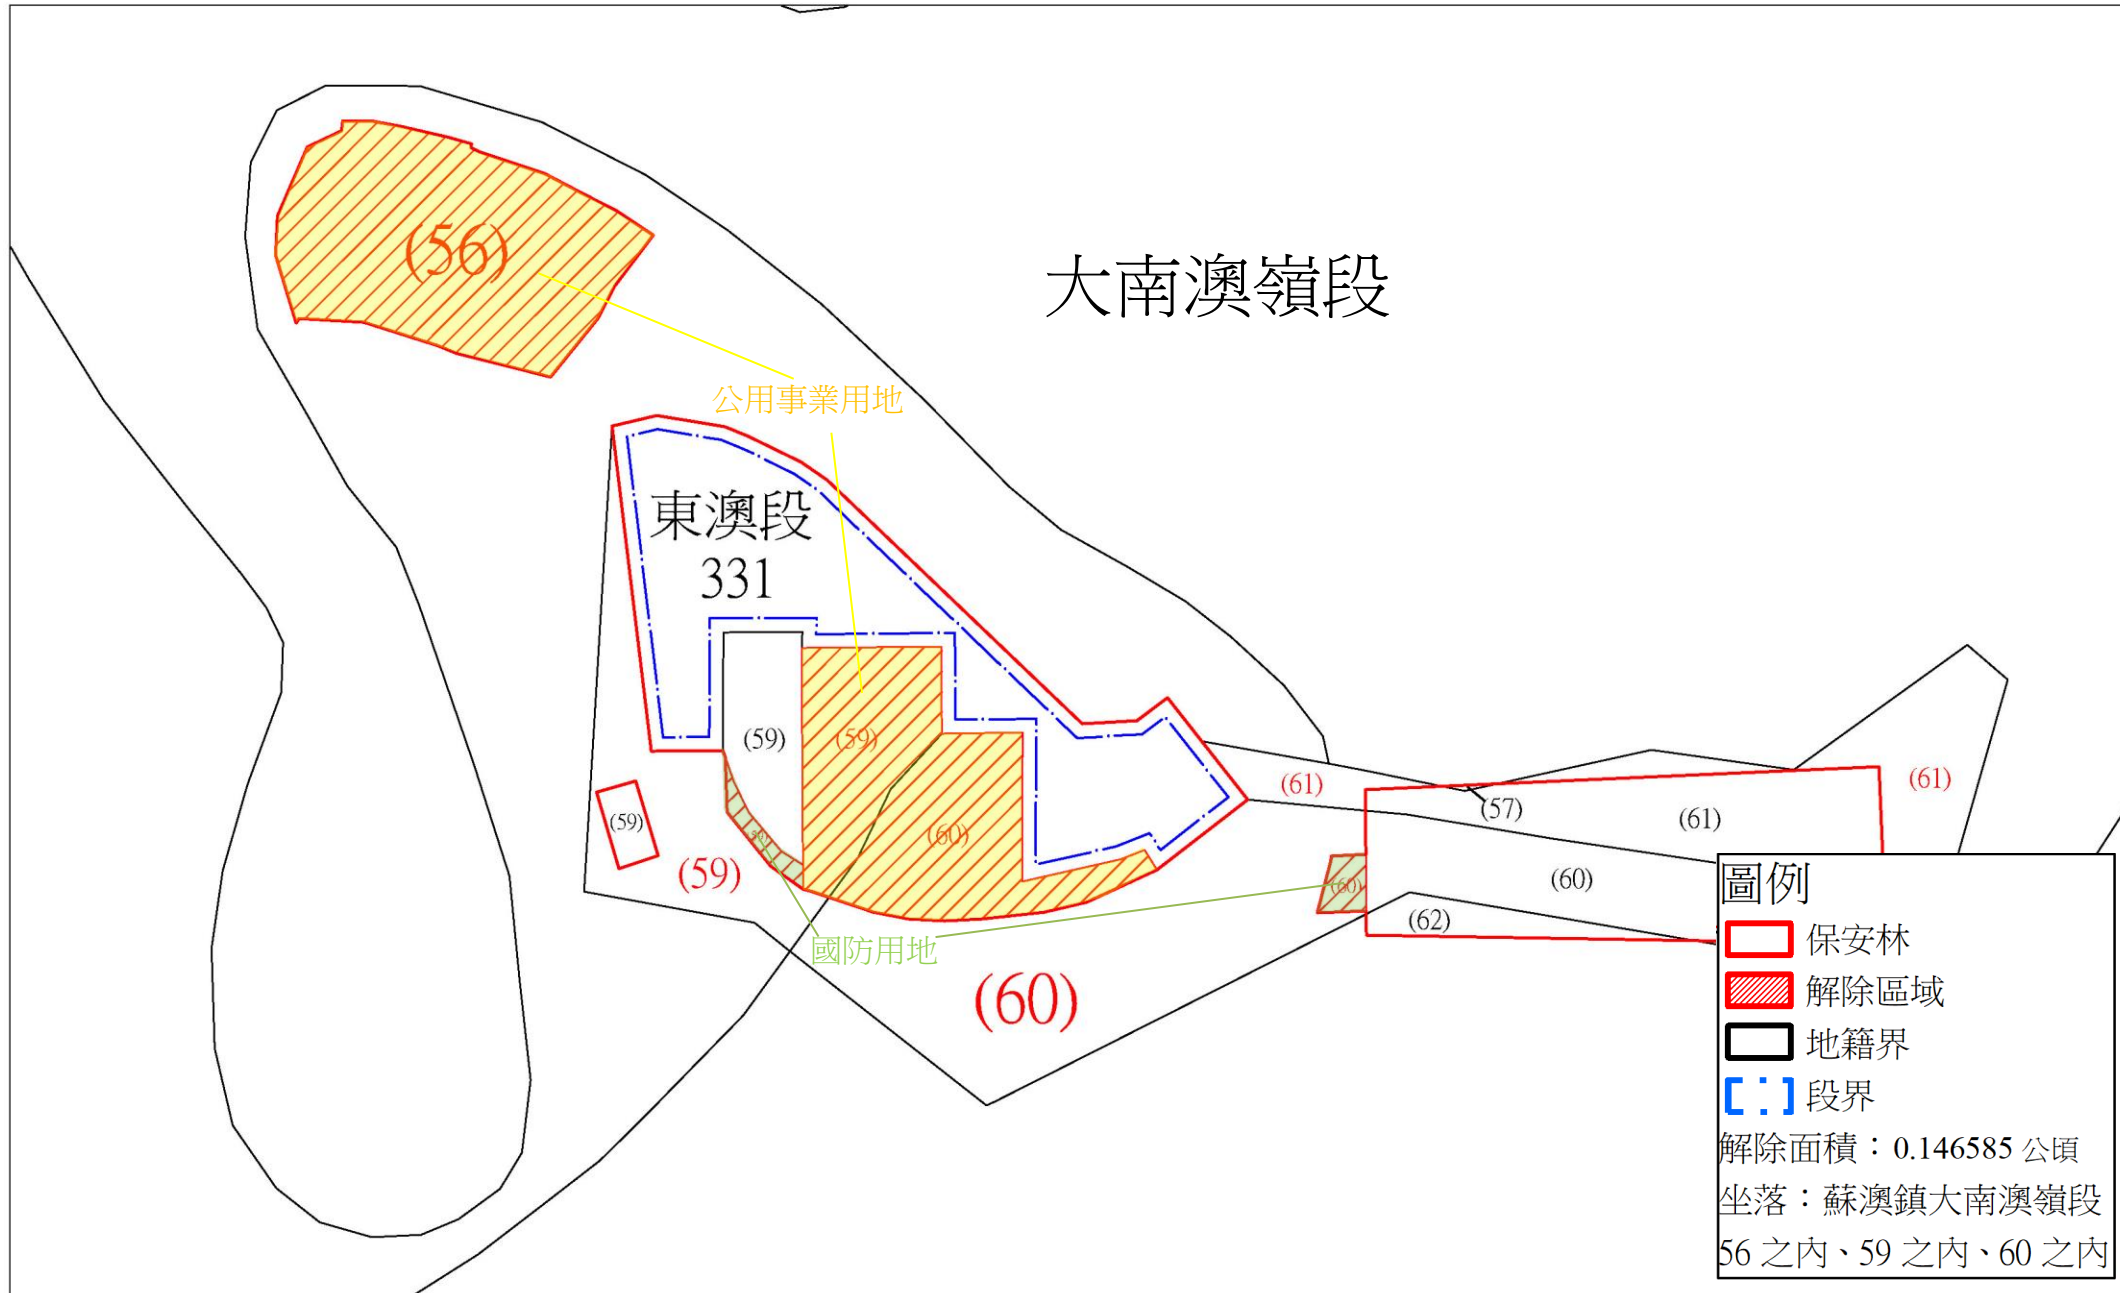 (56)
大南澳嶺段
公用事業用地
東澳段
331
(59)
(59)
(59)
(59)
(60)
(59)
國防用地
(60)
(61)
(57)
(61)
(61)
(60)
(60)
(62)
圖例
保安林
解除區域
地籍界
段界
解除面積：0.146585 公頃
坐落：蘇澳鎮大南澳嶺段
56 之內、59 之內、60 之內